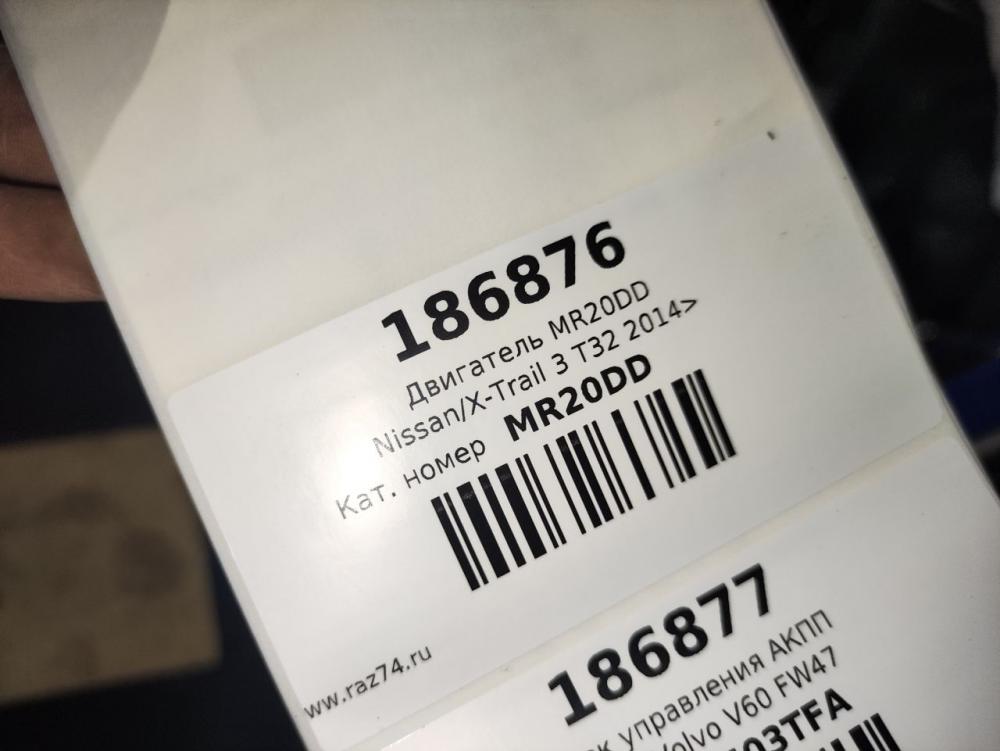 186876
Двигатель MR20DD
Nissan/X-Trail 3 T32 2014>
Кат. номер MR20DD
www.raz74.ru
186877
управления АКПП
Volvo V60 FW47